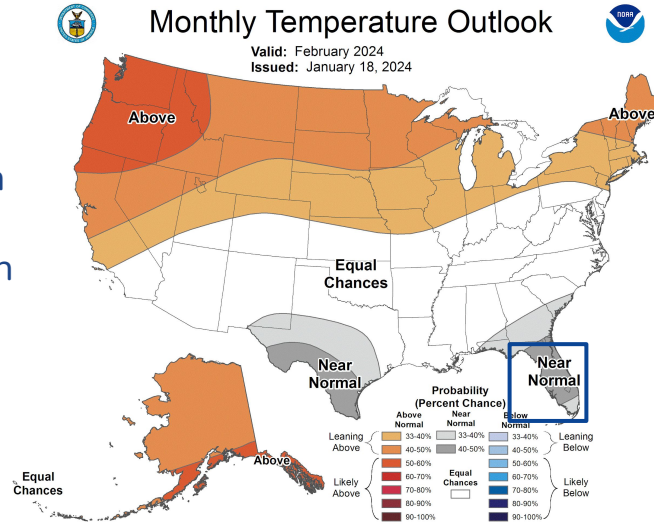 Monthly Temperature Outlook
Valid: February 2024
Issued: January 18, 2024
NOAA
n
n
Above
Above
Equal
Chances
Near
Normal
Near
Normal
Above
Equal
Chances
Probability
(Percent Chance)
Above
Normal
Near
Normal
Below
Normal
Leaning
Above
33-40%
33-40%
33-40%
Leaning
Below
40-50%
40-50%
40-50%
Likely
Above
50-60%
50-60%
Likely
Below
60-70%
Equal
Chances
60-70%
70-80%
70-80%
80-90%
80-90%
90-100%
90-100%